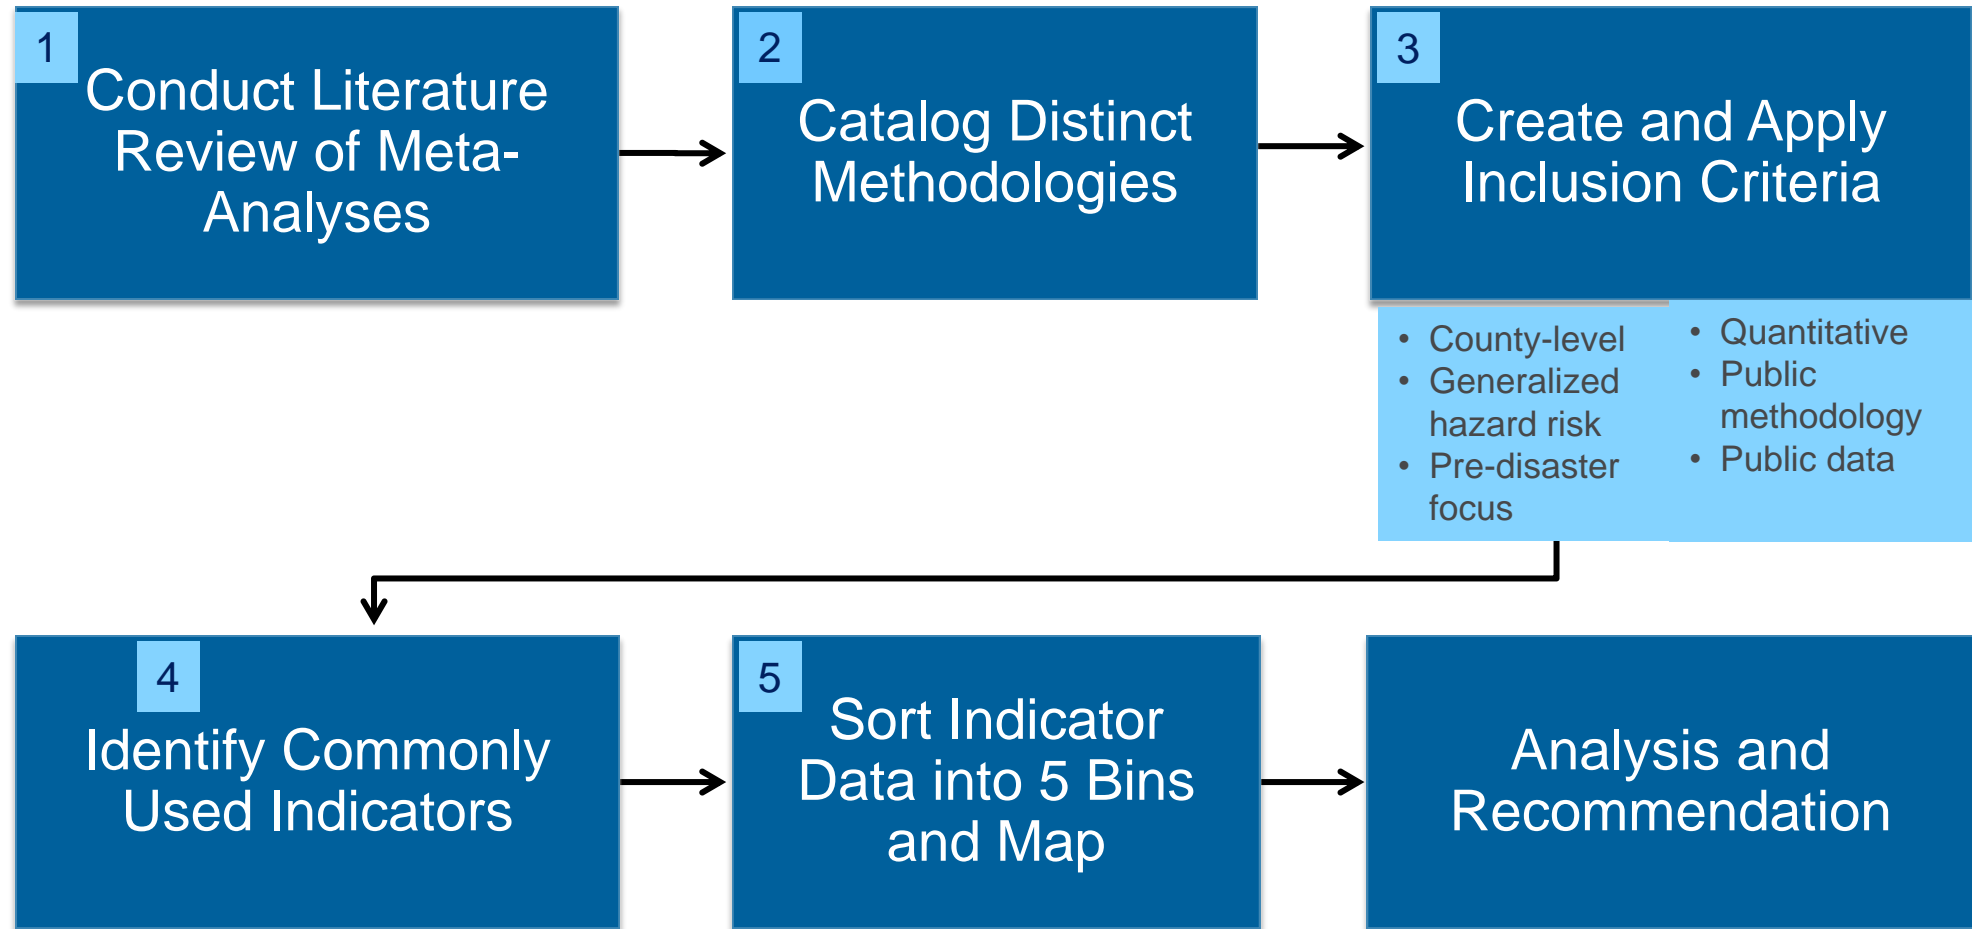 1
Conduct Literature
Review of Meta-
Analyses
2
Catalog Distinct
Methodologies
3
Create and Apply
Inclusion Criteria
• County-level
• Generalized
hazard risk
• Pre-disaster
focus
• Quantitative
• Public
methodology
• Public data
4
Identify Commonly
Used Indicators
5
Sort Indicator
Data into 5 Bins
and Map
Analysis and
Recommendation